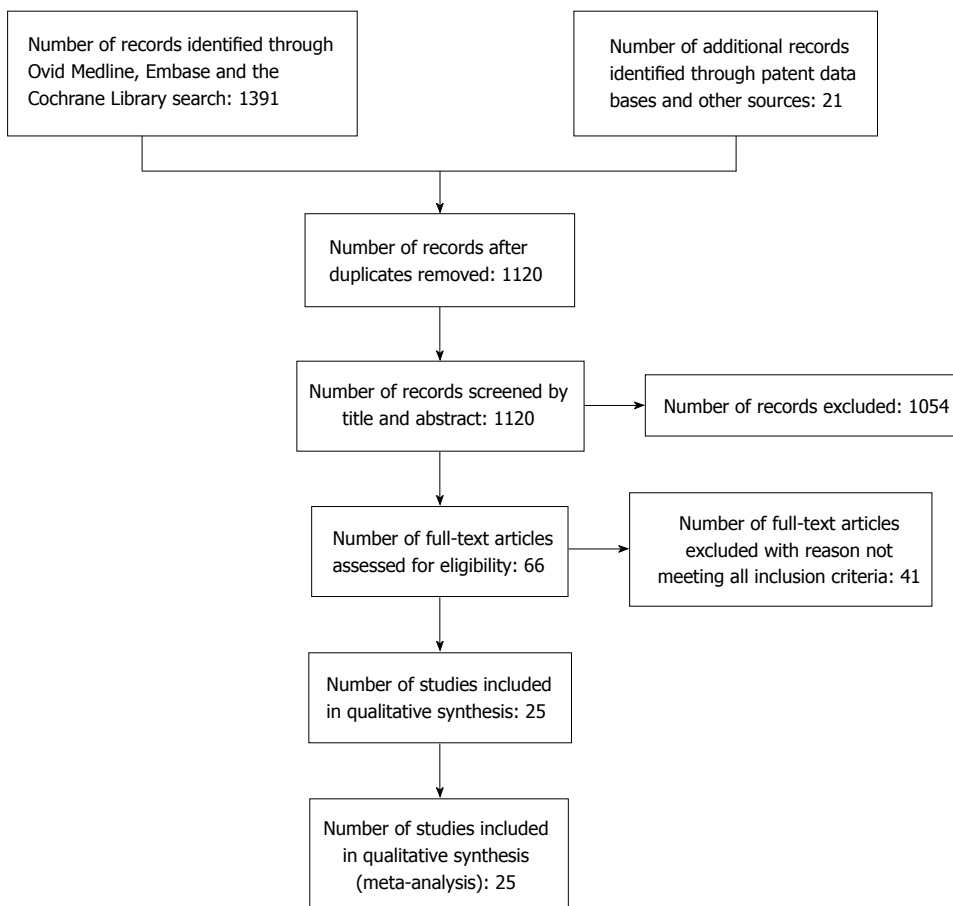 Number of records identified through
Ovid Medline, Embase and the
Cochrane Library search: 1391
Number of additional records
identified through patent data
bases and other sources: 21
Number of records after
duplicates removed: 1120
Number of records screened by
title and abstract: 1120
Number of records excluded: 1054
Number of full-text articles
assessed for eligibility: 66
Number of full-text articles
excluded with reason not
meeting all inclusion criteria: 41
Number of studies included
in qualitative synthesis: 25
Number of studies included
in qualitative synthesis
(meta-analysis): 25